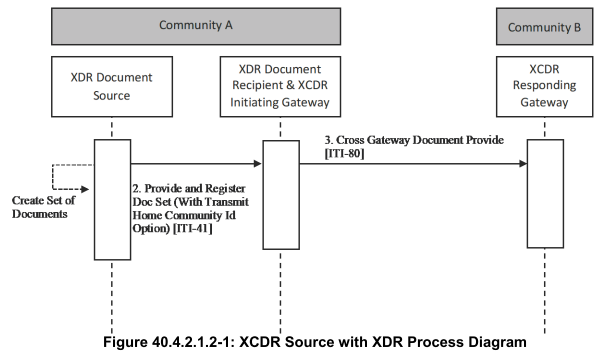 Community A
Community B
XDR Document
Source
XDR Document
Recipient & XCDR
Initiating Gateway
XCDR
Responding
Gateway
3. Cross Gateway Document Provide
[ITI-80]
Create Set of
Documents
2. Provide and Register
Doc Set (With Transmit
Home Community Id
Option) [ITI-41]
Figure 40.4.2.1.2-1: XCDR Source with XDR Process Diagram